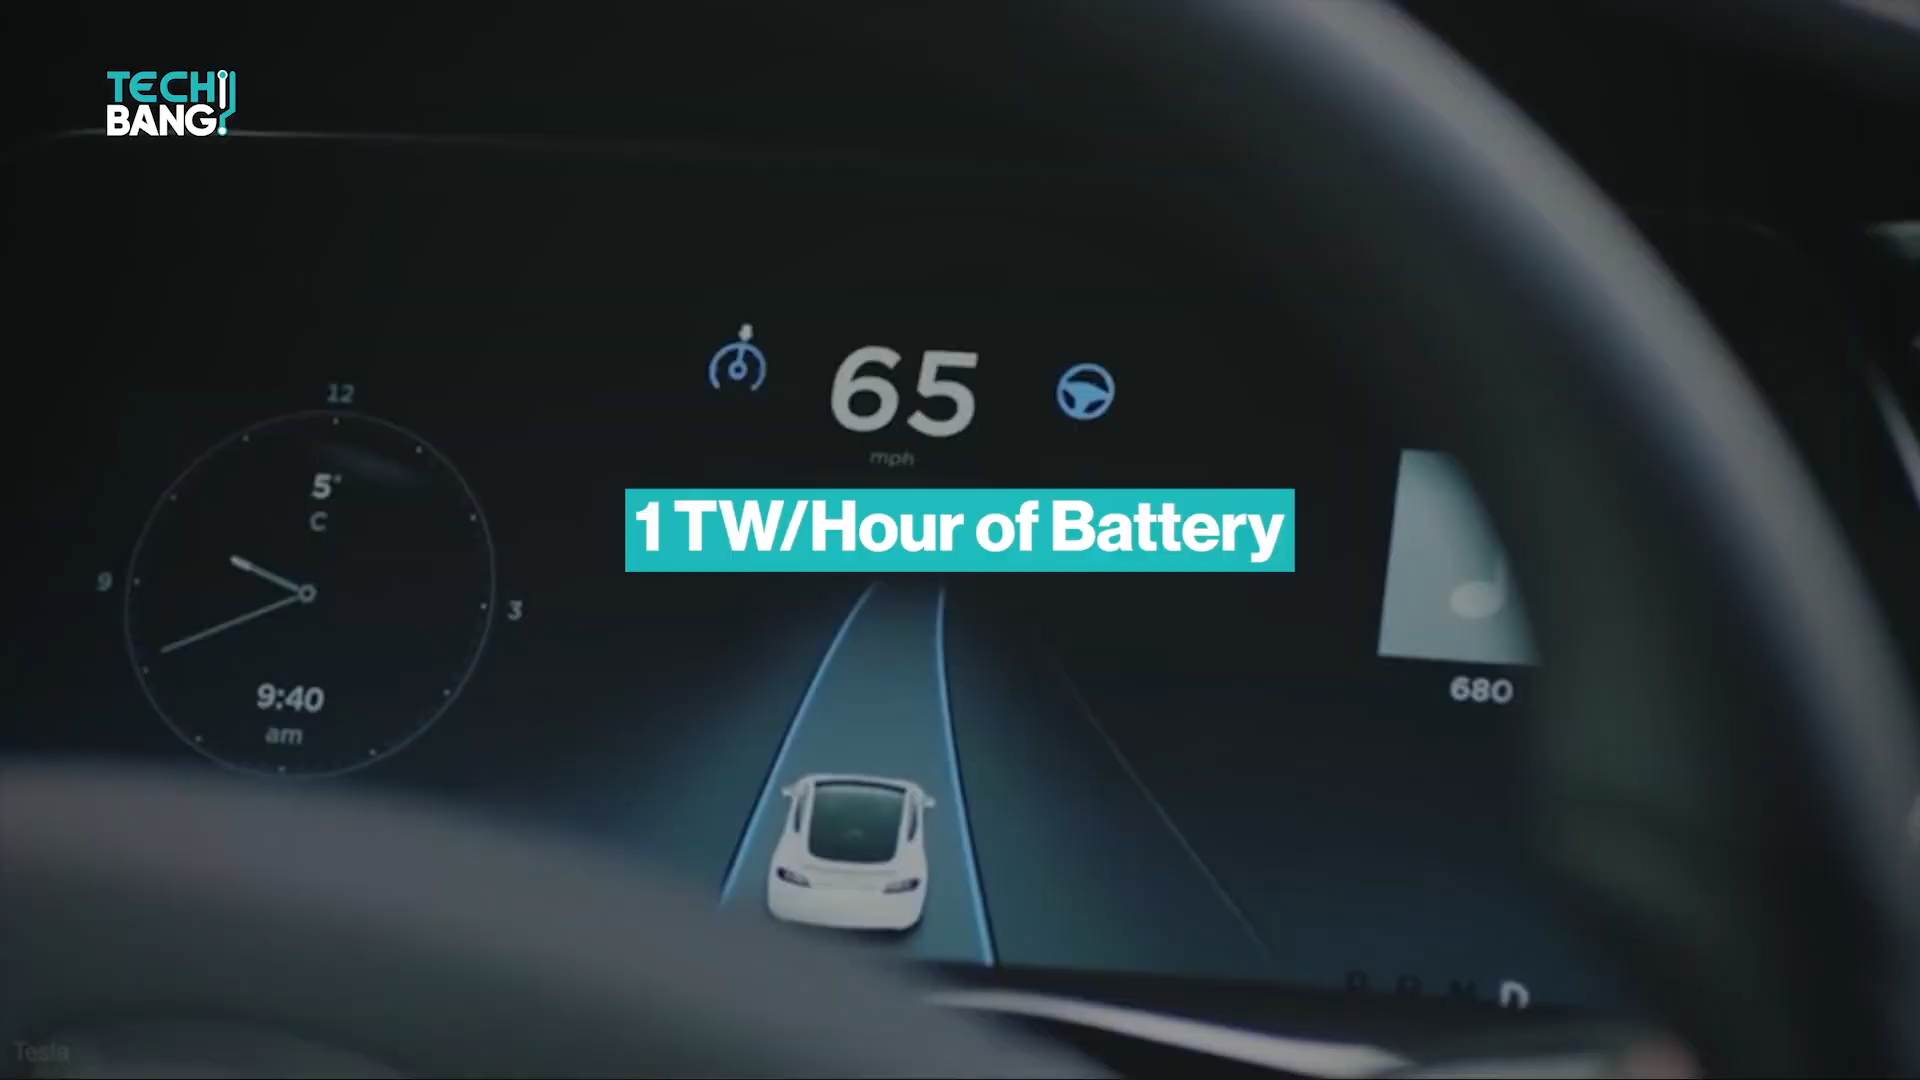 TECH
BANG!
65
mph
12
5°
C
9
3
9:40
am
1 TW/Hour of Battery
680
D
Tesla